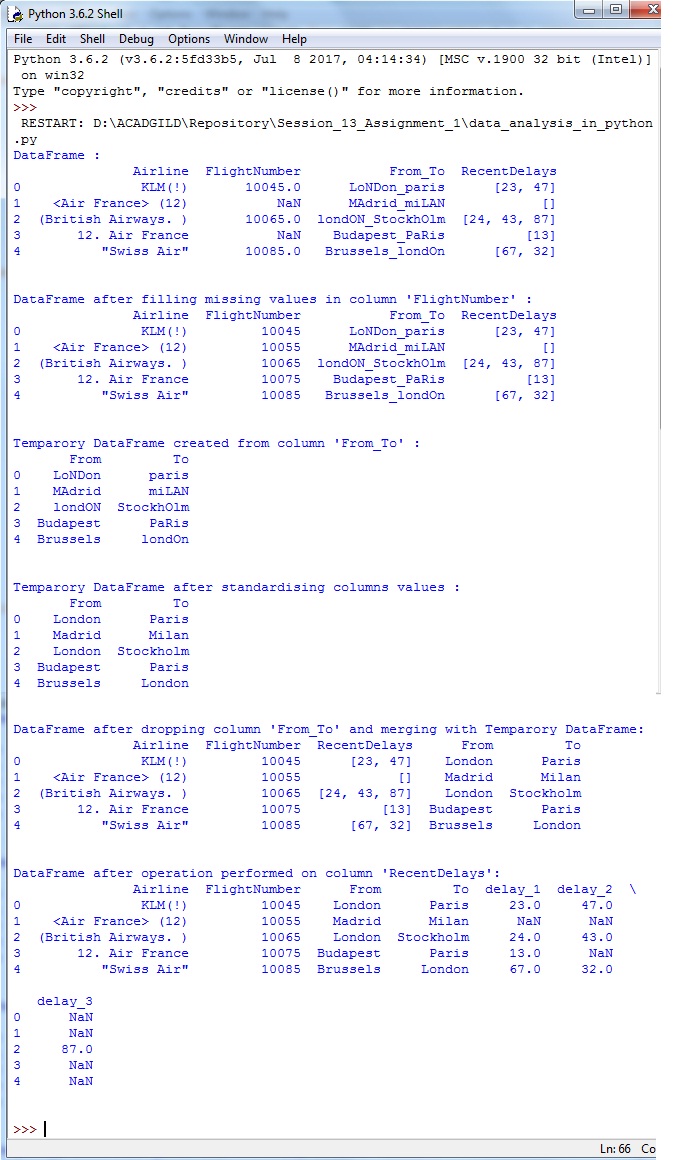 Python 3.6.2 Shell
File Edit Shell Debug Options Window Help
Python 3.6.2 (v3.6.2:5fd33b5, Jul  8 2017, 04:14:34) [MSC v.1900 32 bit (Intel)]
 on win32
Type "copyright", "credits" or "license()" for more information.
>>>
 RESTART: D:\ACADGILD\Repository\Session_13_Assignment_1\data_analysis_in_python
.py
DataFrame :
                Airline  FlightNumber           From_To  RecentDelays
0                KLM(!)       10045.0      LoNDon_paris      [23, 47]
1     <Air France> (12)           NaN      MAdrid_miLAN            []
2   (British Airways. )       10065.0  londON_StockhOlm  [24, 43, 87]
3        12. Air France           NaN    Budapest_PaRis          [13]
4           "Swiss Air"       10085.0   Brussels_londOn      [67, 32]
DataFrame after filling missing values in column 'FlightNumber' :
                Airline  FlightNumber           From_To  RecentDelays
0                KLM(!)         10045      LoNDon_paris      [23, 47]
1     <Air France> (12)         10055      MAdrid_miLAN            []
2   (British Airways. )         10065  londON_StockhOlm  [24, 43, 87]
3        12. Air France         10075    Budapest_PaRis          [13]
4           "Swiss Air"         10085   Brussels_londOn      [67, 32]
Temparory DataFrame created from column 'From_To' :
       From         To
0    LoNDon      paris
1    MAdrid      miLAN
2    londON  StockhOlm
3  Budapest      PaRis
4  Brussels     londOn
Temparory DataFrame after standardising columns values :
       From         To
0    London      Paris
1    Madrid      Milan
2    London  Stockholm
3  Budapest      Paris
4  Brussels     London
DataFrame after dropping column 'From_To' and merging with Temparory DataFrame:
                Airline  FlightNumber  RecentDelays      From         To
0                KLM(!)         10045      [23, 47]    London      Paris
1     <Air France> (12)         10055            []    Madrid      Milan
2   (British Airways. )         10065  [24, 43, 87]    London  Stockholm
3        12. Air France         10075          [13]  Budapest      Paris
4           "Swiss Air"         10085      [67, 32]  Brussels     London
DataFrame after operation performed on column 'RecentDelays':
                Airline  FlightNumber      From         To  delay_1  delay_2  \
0                KLM(!)         10045    London      Paris     23.0     47.0
1     <Air France> (12)         10055    Madrid      Milan      NaN      NaN
2   (British Airways. )         10065    London  Stockholm     24.0     43.0
3        12. Air France         10075  Budapest      Paris     13.0      NaN
4           "Swiss Air"         10085  Brussels     London     67.0     32.0
   delay_3
0      NaN
1      NaN
2     87.0
3      NaN
4      NaN
>>>
Ln: 66 Co